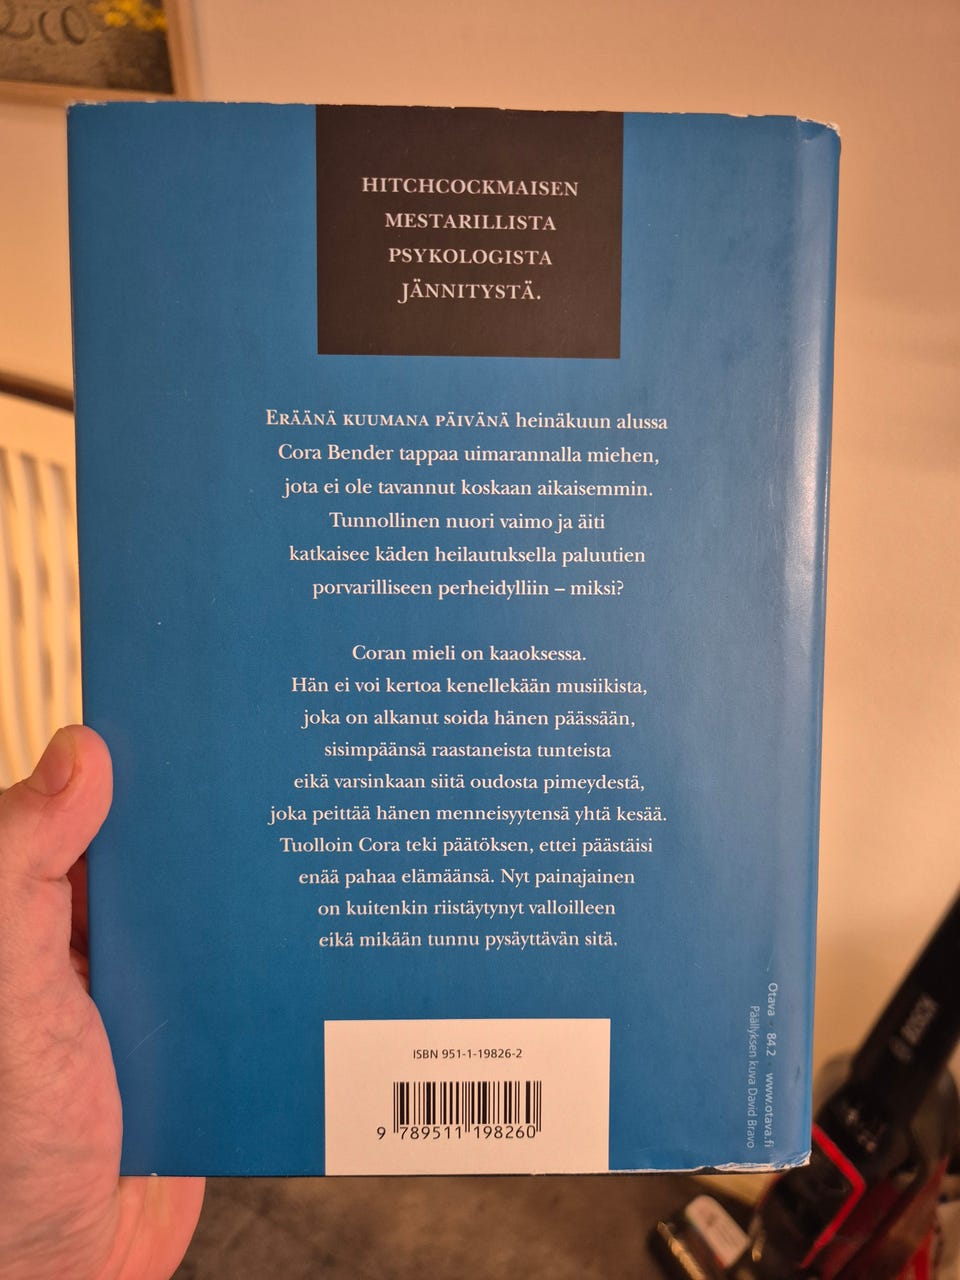 HITCHCOCKMAISEN
MESTARILLISTA
PSYKOLOGISTA
JÄNNITYSTÄ.
ERÄÄNÄ KUUMANA PÄIVÄNÄ heinäkuun alussa
Cora Bender tappaa uimarannalla miehen,
jota ei ole tavannut koskaan aikaisemmin.
Tunnollinen nuori vaimo ja äiti
katkaisee käden heilautuksella paluutien
porvarilliseen perheidylliin – miksi?
Coran mieli on kaaoksessa.
Hän ei voi kertoa kenellekään musiikista,
joka on alkanut soida hänen päässään,
sisimpäänsä raastaneista tunteista
eikä varsinkaan siitä oudosta pimeydestä,
joka peittää hänen menneisyytensä yhtä kesää.
Tuolloin Cora teki päätöksen, ettei päästäisi
enää pahaa elämäänsä. Nyt painajainen
on kuitenkin riistäytynyt valloilleen
eikä mikään tunnu pysäyttävän sitä.
Otava 84.2 www.otava.fi
Päällyksen kuva David Bravo
ISBN 951-1-19826-2
9 789511 198260
BOSCH